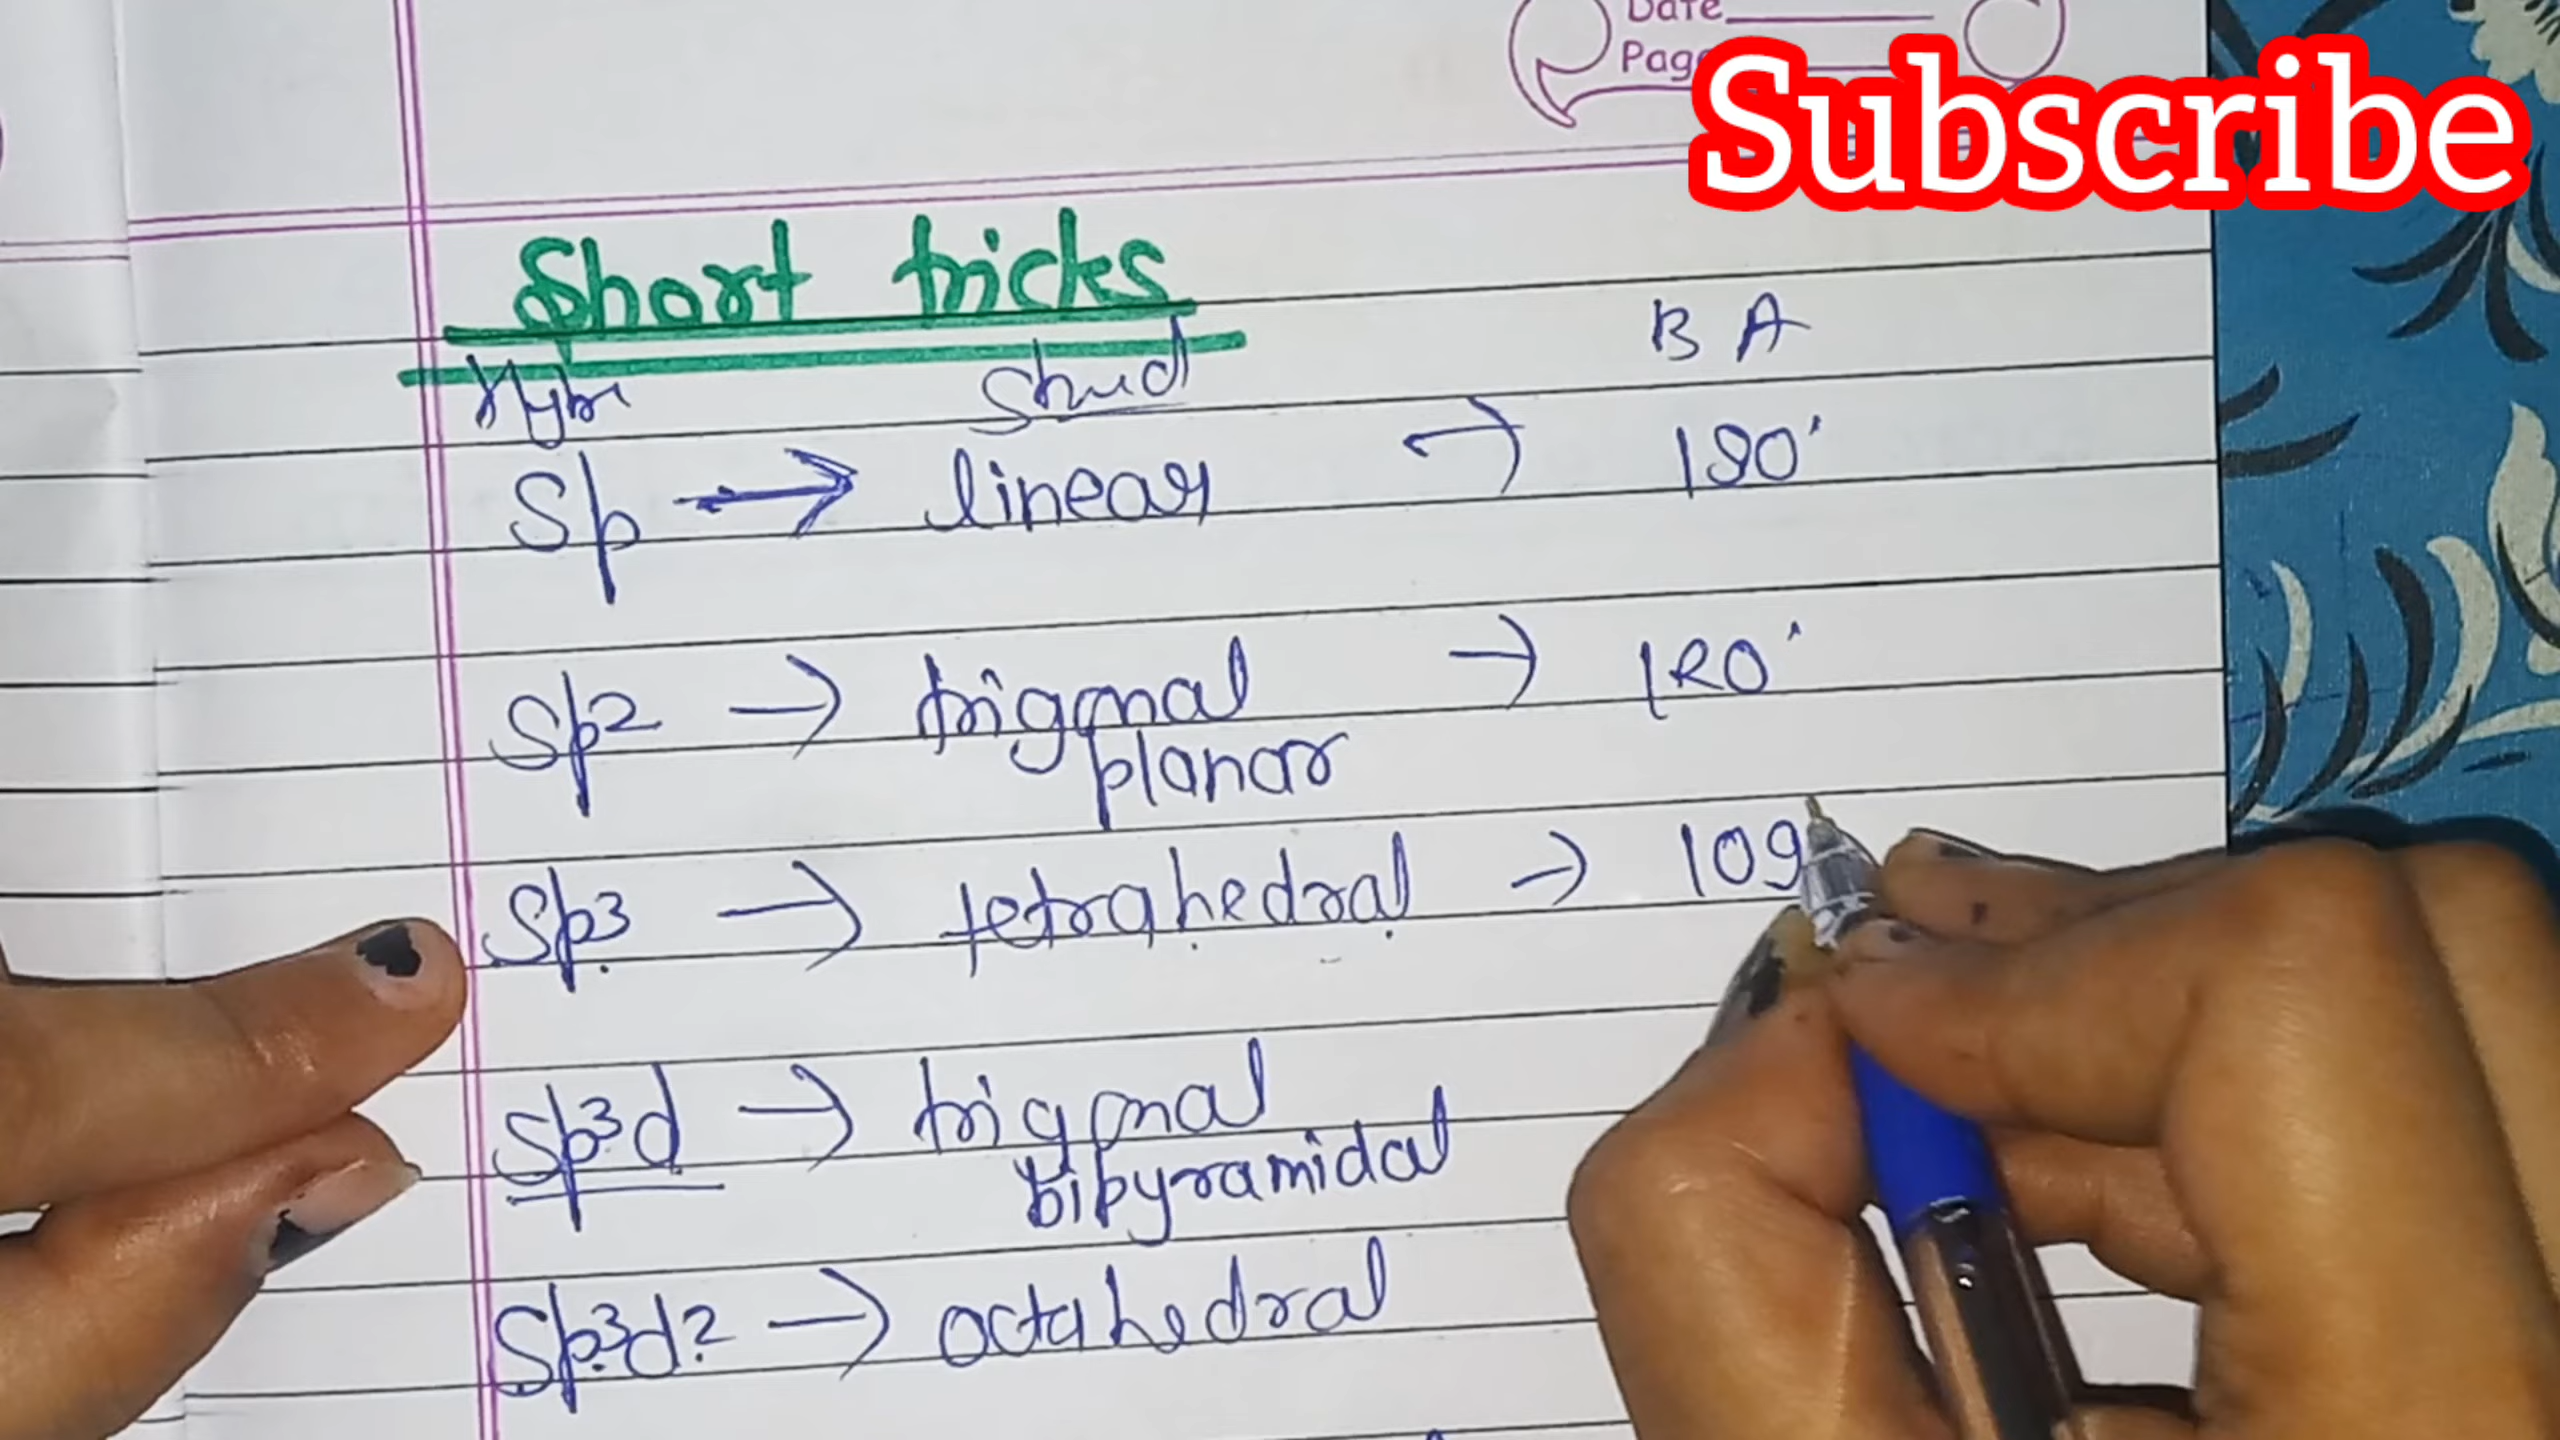 Date
Pag
Subscribe
Short tricks
Hybr Shud B A
Sp → linear → 180°
Sp2 → trigonal → 120°
planar
Sp3 → tetrahedral → 109
Sp3d → trigonal
bipyramidal
Sp3d2 → octahedral